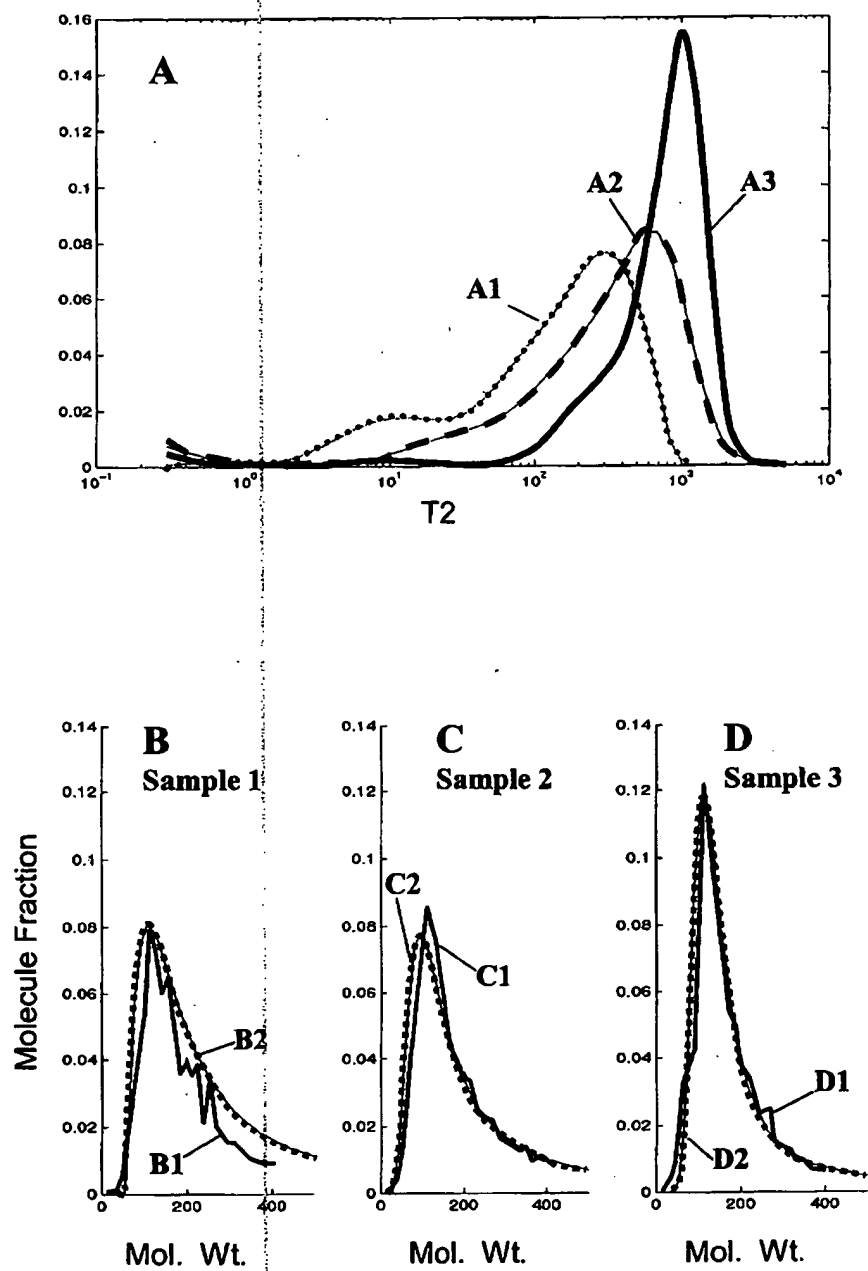 A
0.16
0.14
0.12
0.1
0.08
0.06
0.04
0.02
0
A1
A2
A3
10⁻¹ 10⁰ 10¹ 10² 10³ 10⁴
T2
Molecule Fraction
B
Sample 1
0.14
0.12
0.1
0.08
0.06
0.04
0.02
0
B2
B1
0 200 400
Mol. Wt.
C
Sample 2
0.14
0.12
0.1
0.08
0.06
0.04
0.02
0
C2
C1
0 200 400
Mol. Wt.
D
Sample 3
0.14
0.12
0.1
0.08
0.06
0.04
0.02
0
D1
D2
0 200 400
Mol. Wt.